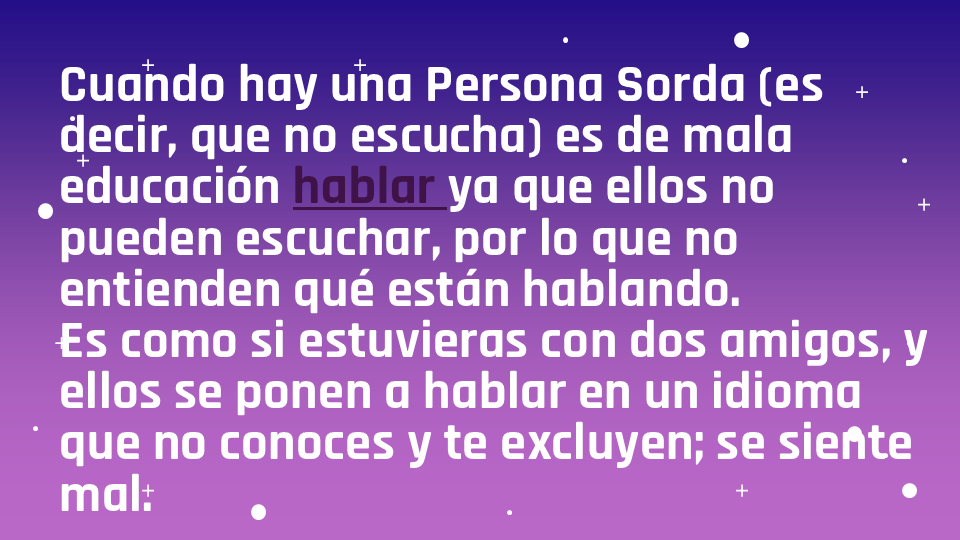 Cuando hay una Persona Sorda (es
decir, que no escucha) es de mala
educación hablar ya que ellos no
pueden escuchar, por lo que no
entienden qué están hablando.
Es como si estuvieras con dos amigos, y
ellos se ponen a hablar en un idioma
que no conoces y te excluyen; se siente
mal.